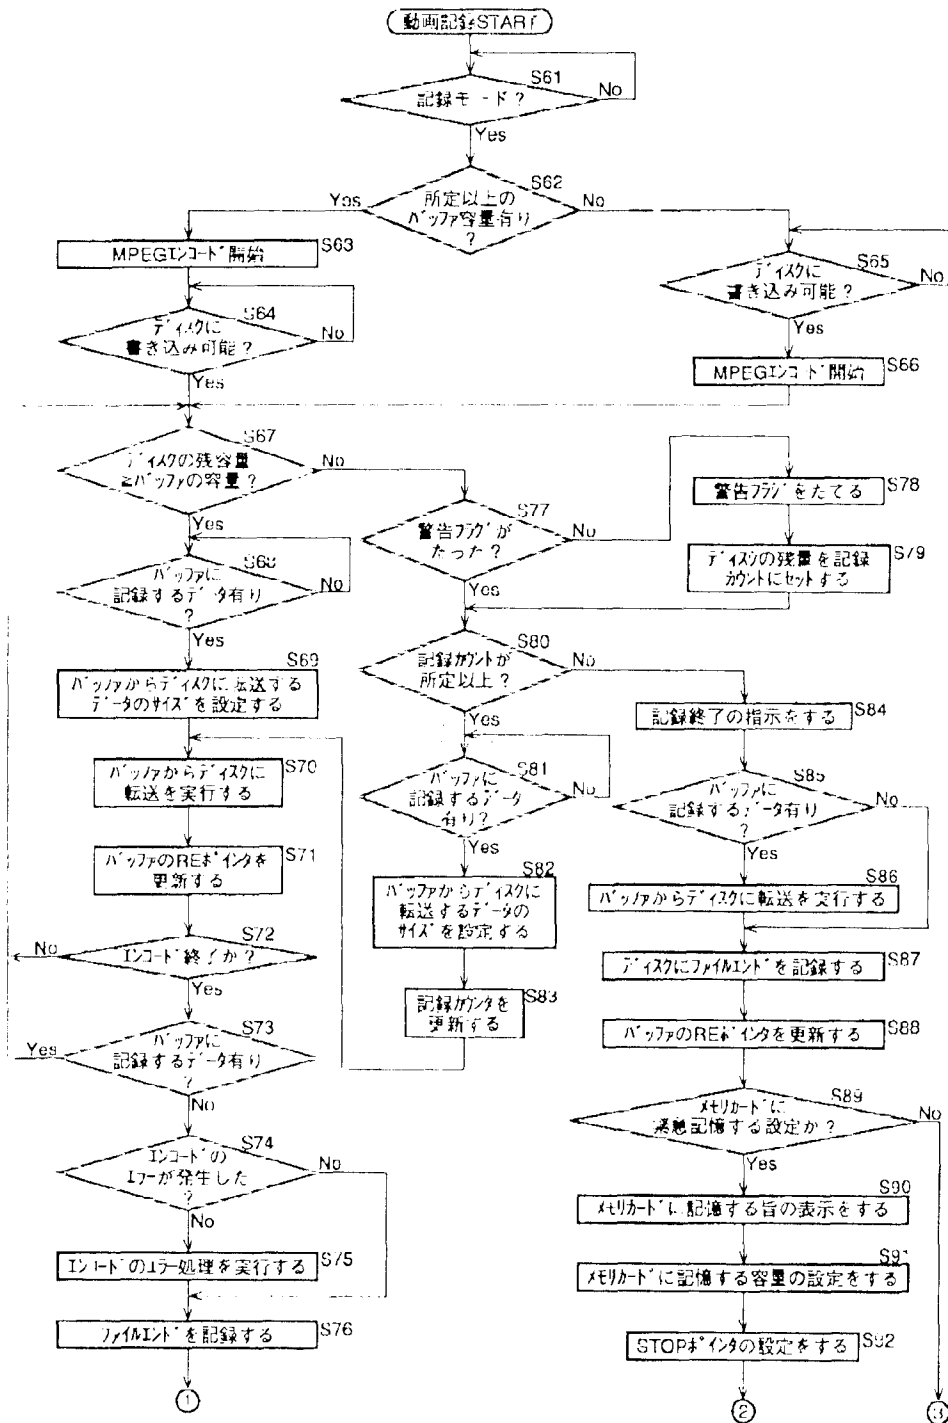 動画記録START
S61
記録モード?
No
Yes
S62
所定以上の
バッファ容量有り
?
Yes
No
MPEGエンコード開始
S63
S64
ディスクに
書き込み可能?
No
Yes
S65
ディスクに
書き込み可能?
No
Yes
MPEGエンコード開始
S66
S67
ディスクの残容量
≧バッファの容量?
No
Yes
S68
バッファに
記録するデータ有り
?
No
Yes
S69
バッファからディスクに転送する
データのサイズを設定する
バッファからディスクに
転送を実行する
S70
バッファのREポインタを
更新する
S71
S72
エンコード終了か?
No
Yes
S73
バッファに
記録するデータ有り
?
Yes
No
S74
エンコードの
エラーが発生した
?
No
No
エンコードのエラー処理を実行する
S75
ファイルエンドを記録する
S76
①
S77
警告フラグが
たった?
No
Yes
警告フラグをたてる
S78
ディスクの残量を記録
カウントにセットする
S79
S80
記録カウントが
所定以上?
No
Yes
S81
バッファに
記録するデータ
有り?
No
Yes
S82
バッファからディスクに
転送するデータの
サイズを設定する
S83
記録カウンタを
更新する
記録終了の指示をする
S84
S85
バッファに
記録するデータ有り
?
No
Yes
S86
バッファからディスクに転送を実行する
ディスクにファイルエンドを記録する
S87
バッファのREポインタを更新する
S88
S89
メモリカードに
緊急記憶する設定か?
No
Yes
S90
メモリカードに記憶する旨の表示をする
S91
メモリカードに記憶する容量の設定をする
STOPポインタの設定をする
S92
②
③